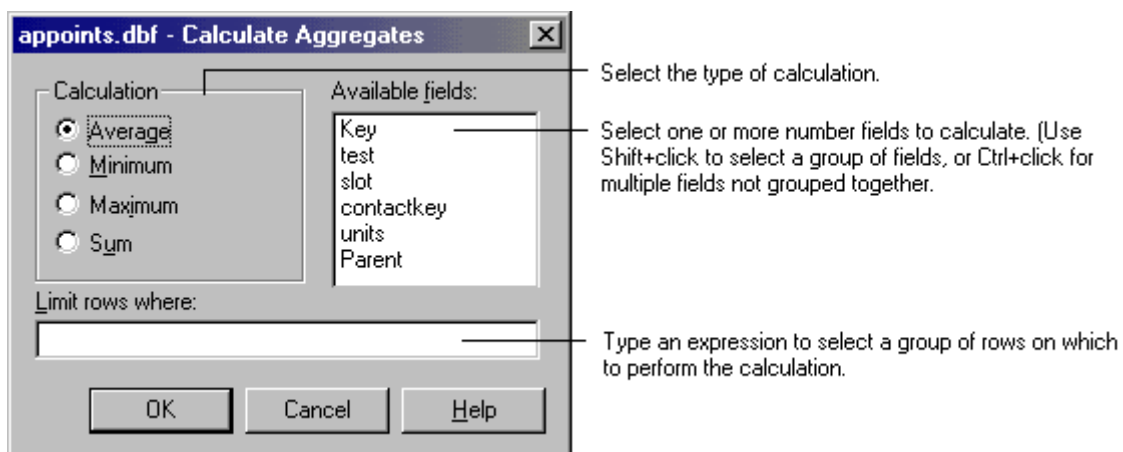 appoints.dbf - Calculate Aggregates
Calculation
Average
Minimum
Maximum
Sum
Available fields:
Key
test
slot
contactkey
units
Parent
Limit rows where:
OK
Cancel
Help
Select the type of calculation.
Select one or more number fields to calculate. (Use
Shift+click to select a group of fields, or Ctrl+click for
multiple fields not grouped together.
Type an expression to select a group of rows on which
to perform the calculation.